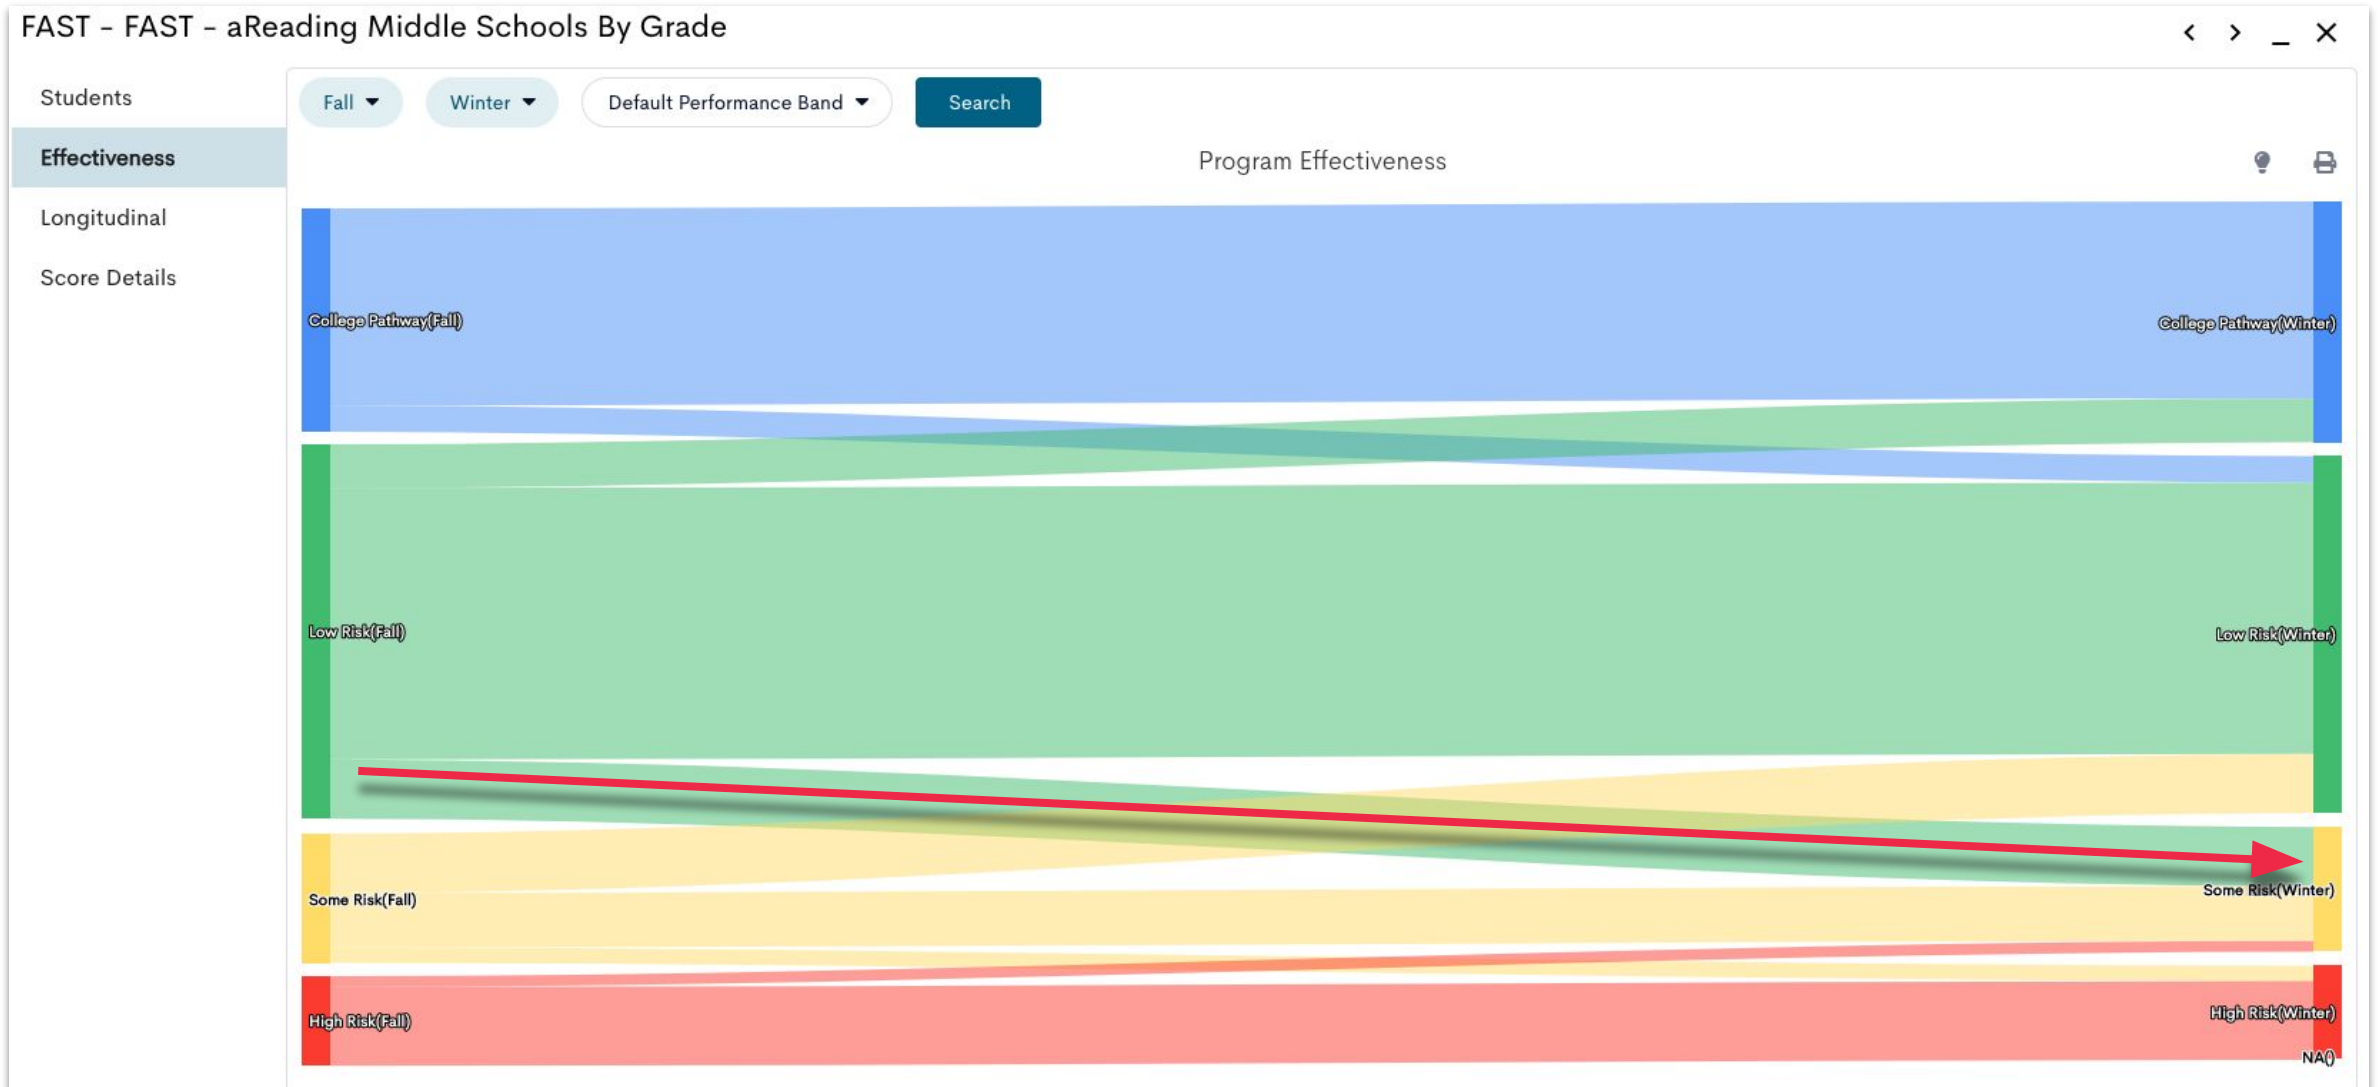 FAST - FAST - aReading Middle Schools By Grade
Students
Effectiveness
Longitudinal
Score Details
Fall
Winter
Default Performance Band
Search
Program Effectiveness
College Pathway(Fall)
College Pathway(Winter)
Low Risk(Fall)
Low Risk(Winter)
Some Risk(Fall)
Some Risk(Winter)
High Risk(Fall)
High Risk(Winter)
NA()